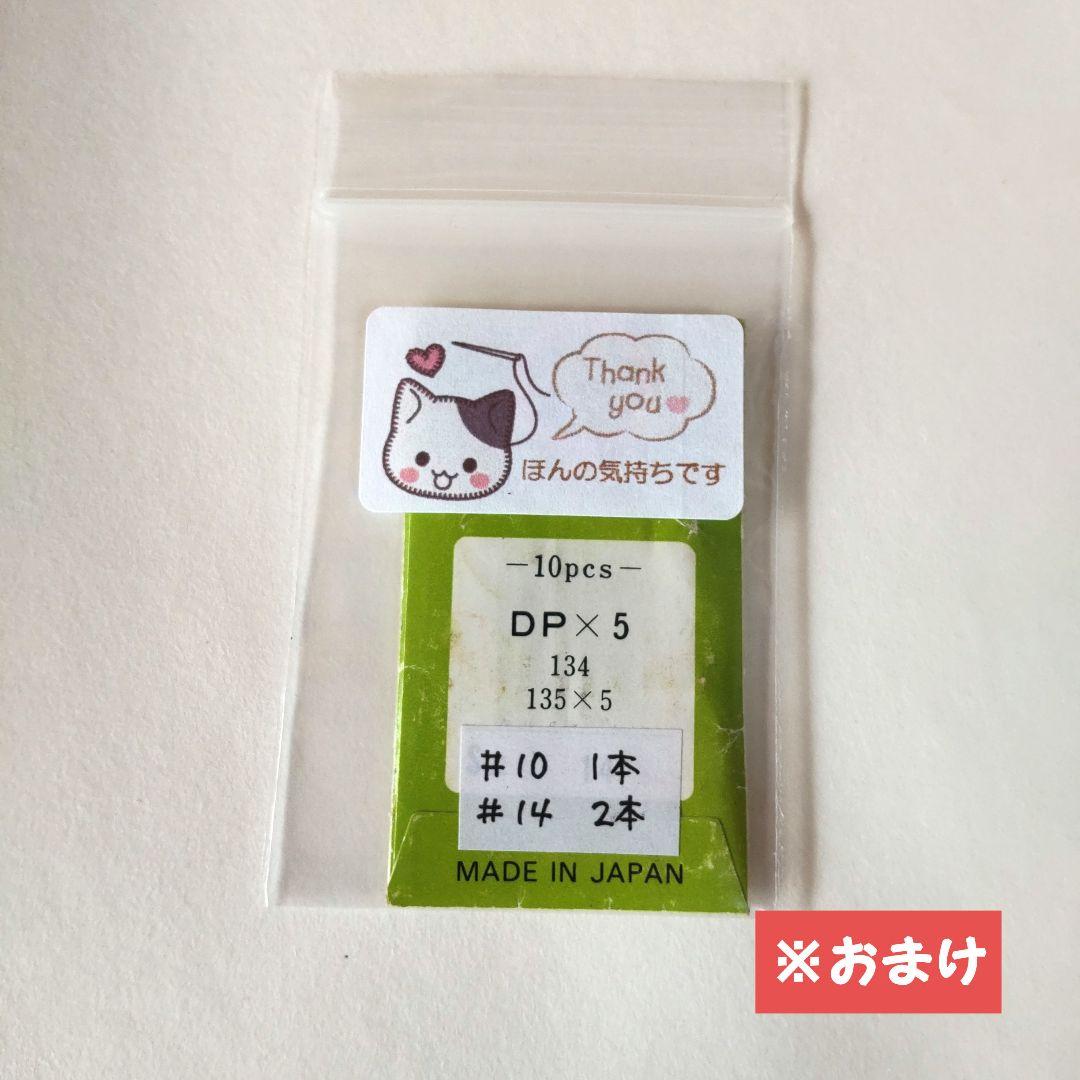 Thank
you
ほんの気持ちです
－10pcs－
DP×5
134
135×5
#10 1本
#14 2本
MADE IN JAPAN
※おまけ